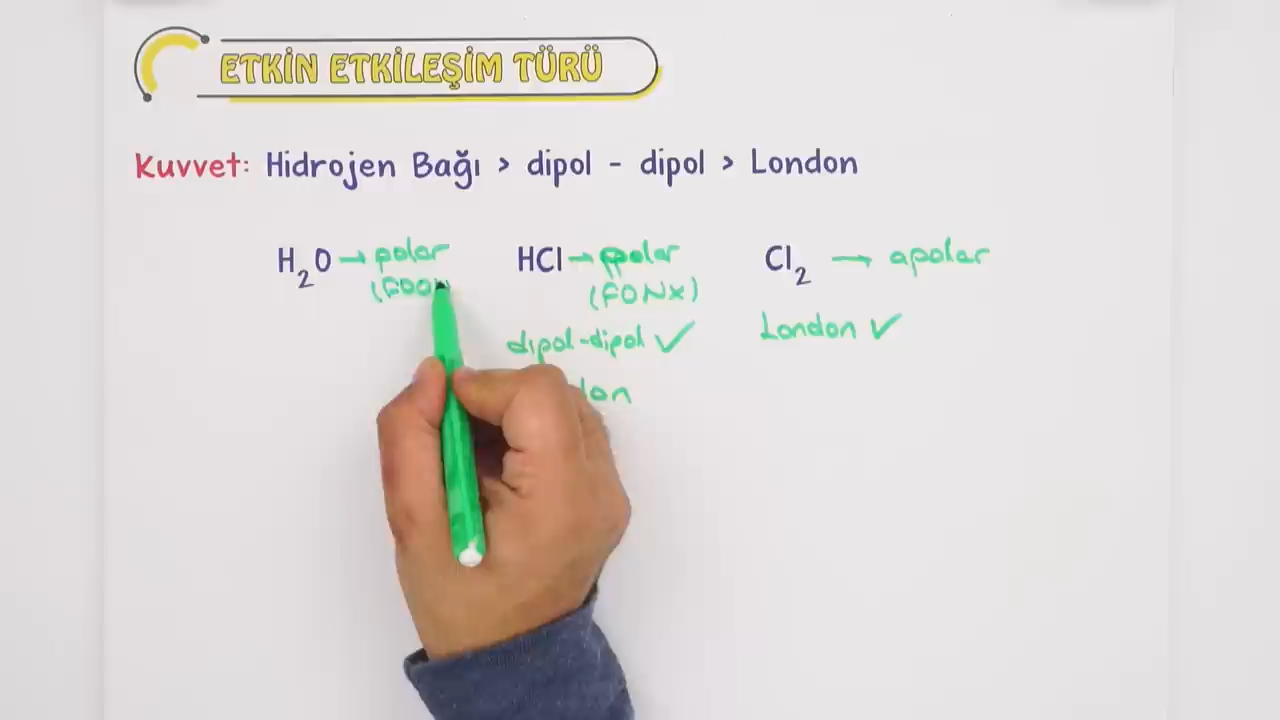 ETKİN ETKİLEŞİM TÜRÜ
Kuvvet: Hidrojen Bağı > dipol - dipol > London
H₂O → polar HCl → polar Cl₂ → apolar
(FONX)
dipol-dipol ✓ London ✓